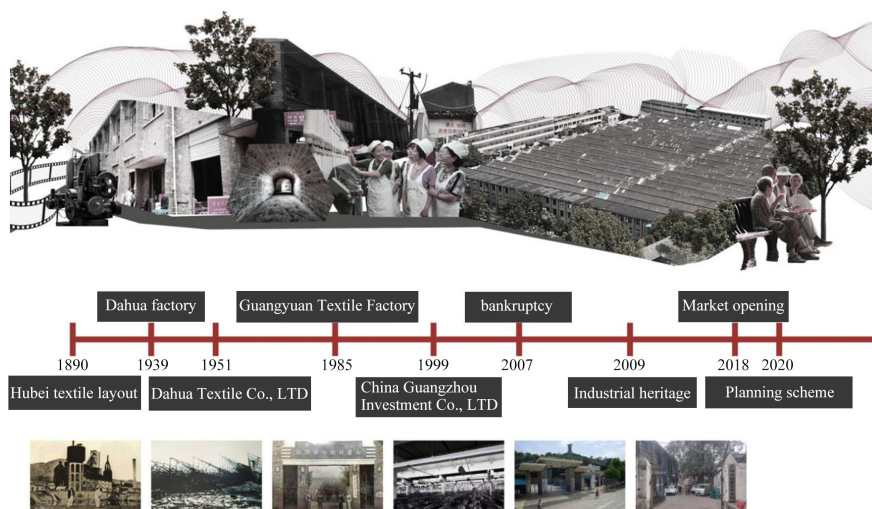 Dahua factory
Guangyuan Textile Factory
bankruptcy
Market opening
1890
1939
1951
1985
1999
2007
2009
2018
2020
Hubei textile layout
Dahua Textile Co., LTD
China Guangzhou
Investment Co., LTD
Industrial heritage
Planning scheme